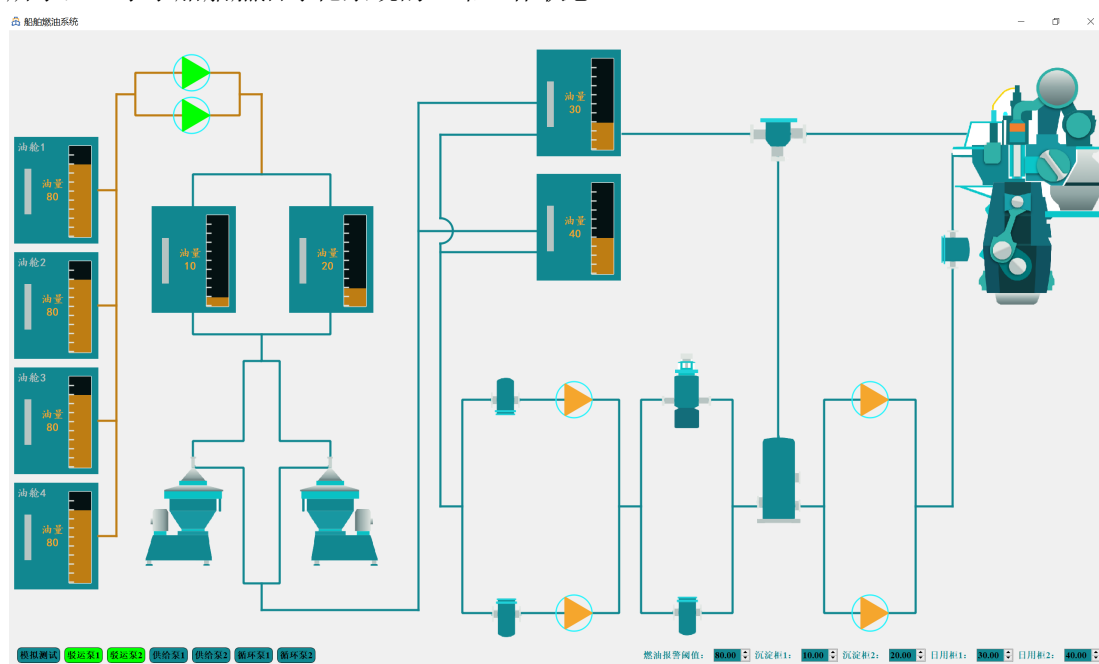 船舶燃油系统
油舱1
油量
80
油舱2
油量
80
油舱3
油量
80
油舱4
油量
80
油量
10
油量
20
油量
30
油量
40
模拟测试 驳运泵1 驳运泵2 供给泵1 供给泵2 循环泵1 循环泵2
燃油报警阈值: 80.00 沉淀柜1: 10.00 沉淀柜2: 20.00 日用柜1: 30.00 日用柜2: 40.00